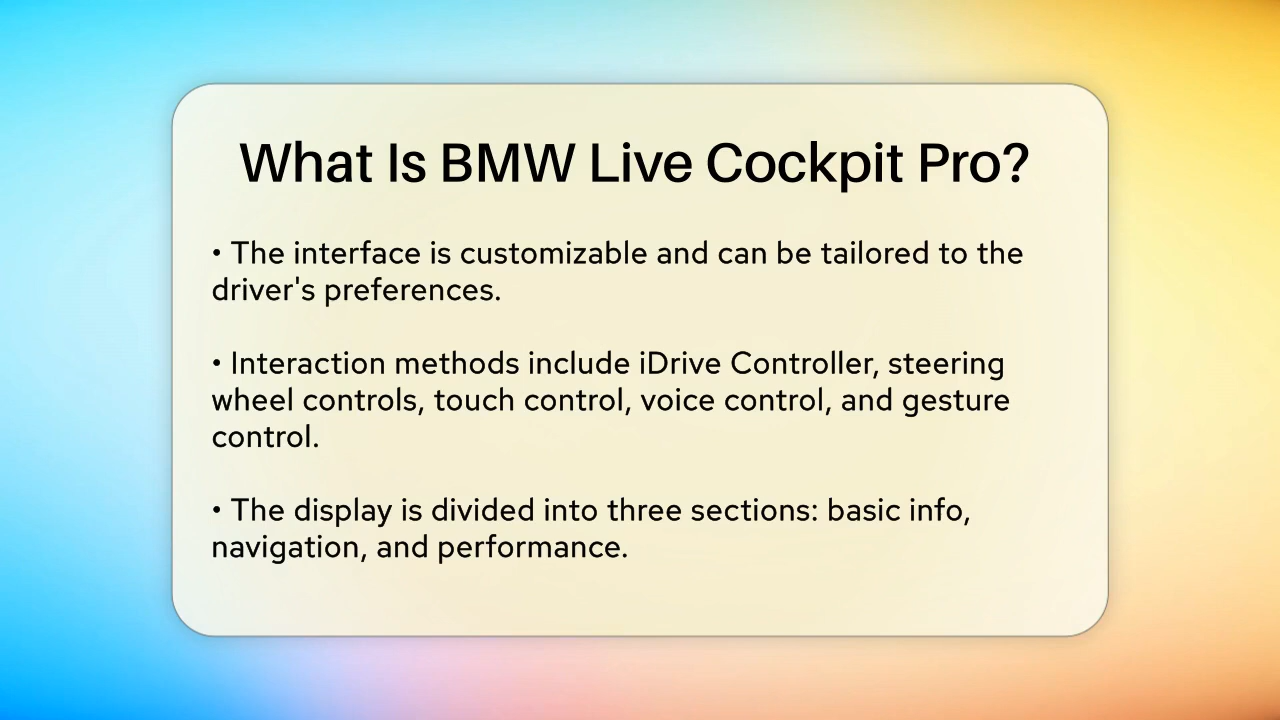 What Is BMW Live Cockpit Pro?
• The interface is customizable and can be tailored to the
driver's preferences.
• Interaction methods include iDrive Controller, steering
wheel controls, touch control, voice control, and gesture
control.
• The display is divided into three sections: basic info,
navigation, and performance.